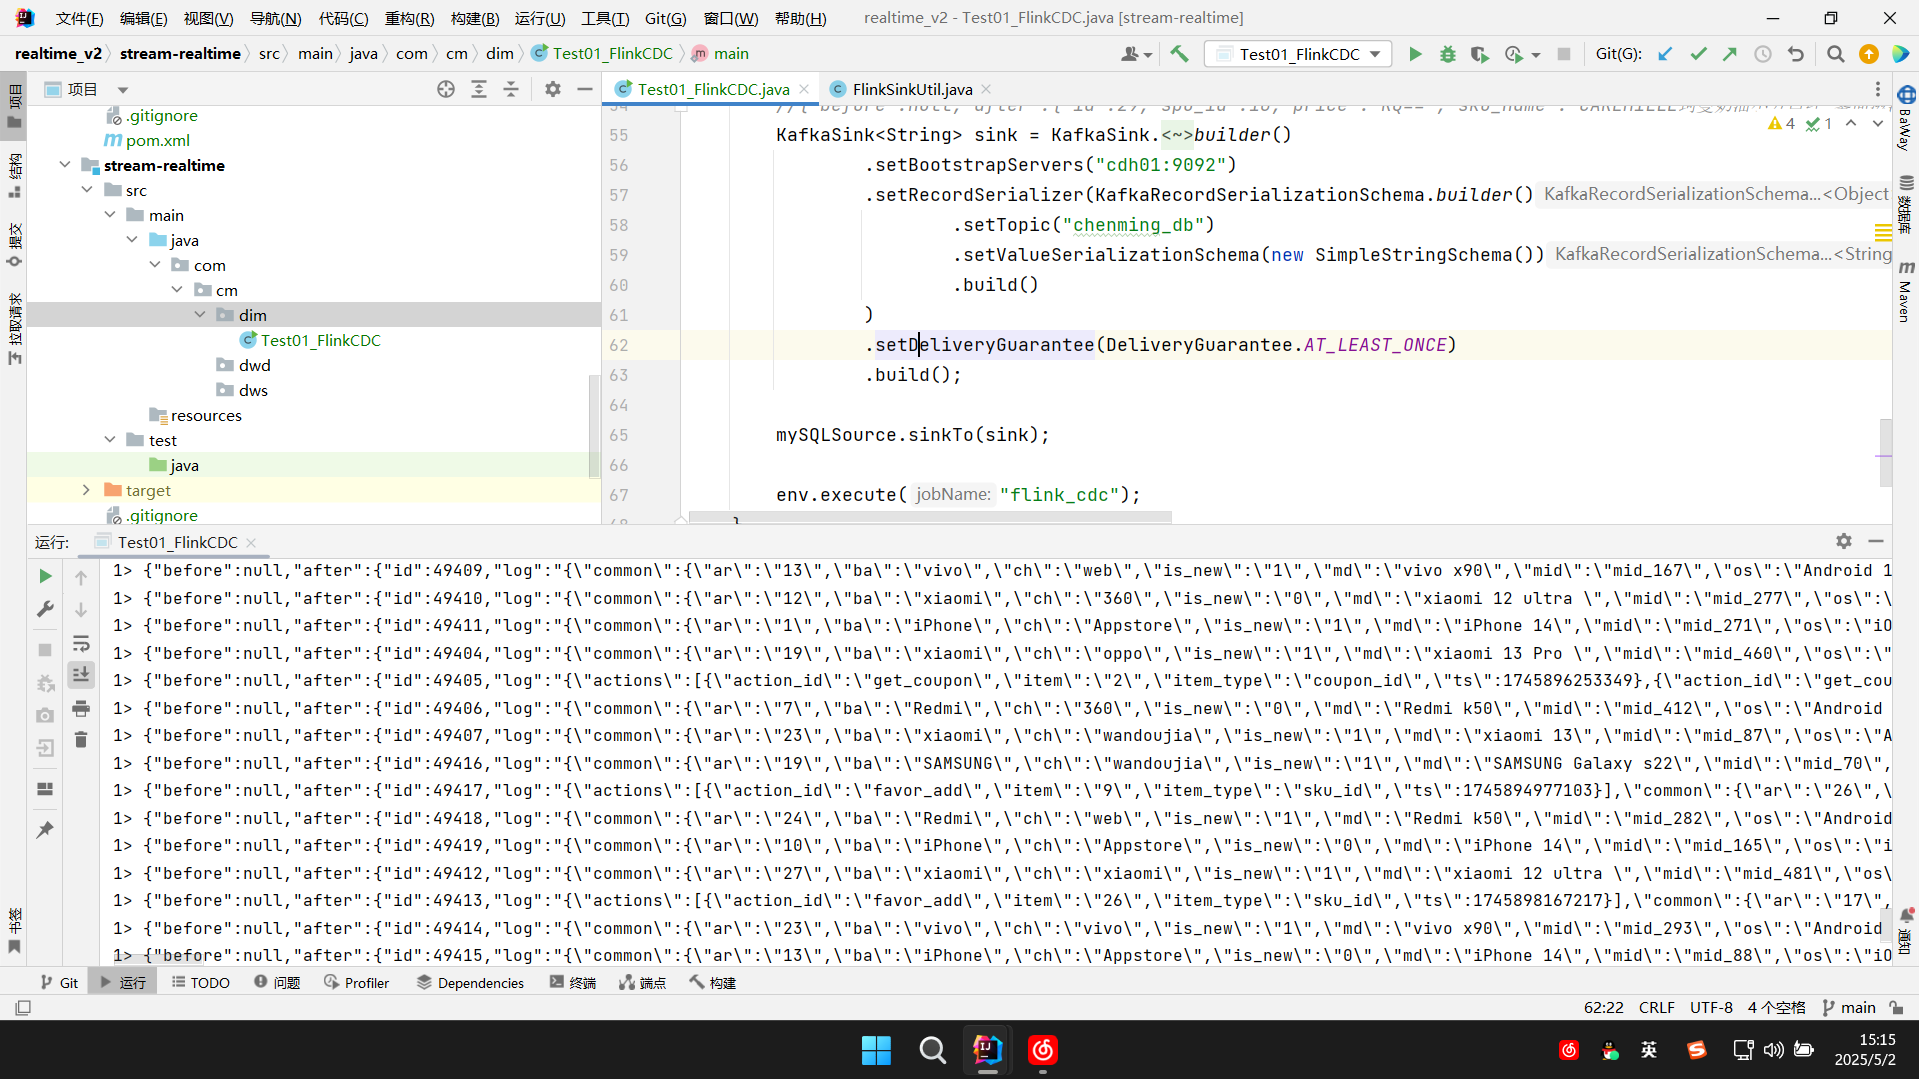 文件(F) 编辑(E) 视图(V) 导航(N) 代码(C) 重构(R) 构建(B) 运行(U) 工具(T) Git(G) 窗口(W) 帮助(H) realtime_v2 - Test01_FlinkCDC.java [stream-realtime]
realtime_v2 stream-realtime src main java com cm dim Test01_FlinkCDC main Test01_FlinkCDC Git(G):
项目
Test01_FlinkCDC.java FlinkSinkUtil.java
.gitignore
pom.xml
stream-realtime
src
main
java
com
cm
dim
Test01_FlinkCDC
dwd
dws
resources
test
java
target
.gitignore
项目
结构
提交
拉取请求
书签
4 1
55 KafkaSink<String> sink = KafkaSink.<~>builder()
56 .setBootstrapServers("cdh01:9092")
57 .setRecordSerializer(KafkaRecordSerializationSchema.builder() KafkaRecordSerializationSchema...<Object
58 .setTopic("chenming_db")
59 .setValueSerializationSchema(new SimpleStringSchema()) KafkaRecordSerializationSchema...<String
60 .build()
61 )
62 .setDeliveryGuarantee(DeliveryGuarantee.AT_LEAST_ONCE)
63 .build();
64
65 mySQLSource.sinkTo(sink);
66
67 env.execute( jobName: "flink_cdc");
BaWay
数据库
Maven
通知
运行: Test01_FlinkCDC
1> {"before":null,"after":{"id":49409,"log":"{\"common\":{\"ar\":\"13\",\"ba\":\"vivo\",\"ch\":\"web\",\"is_new\":\"1\",\"md\":\"vivo x90\",\"mid\":\"mid_167\",\"os\":\"Android 1
1> {"before":null,"after":{"id":49410,"log":"{\"common\":{\"ar\":\"12\",\"ba\":\"xiaomi\",\"ch\":\"360\",\"is_new\":\"0\",\"md\":\"xiaomi 12 ultra \",\"mid\":\"mid_277\",\"os\":\
1> {"before":null,"after":{"id":49411,"log":"{\"common\":{\"ar\":\"1\",\"ba\":\"iPhone\",\"ch\":\"Appstore\",\"is_new\":\"1\",\"md\":\"iPhone 14\",\"mid\":\"mid_271\",\"os\":\"iO
1> {"before":null,"after":{"id":49404,"log":"{\"common\":{\"ar\":\"19\",\"ba\":\"xiaomi\",\"ch\":\"oppo\",\"is_new\":\"1\",\"md\":\"xiaomi 13 Pro \",\"mid\":\"mid_460\",\"os\":\"
1> {"before":null,"after":{"id":49405,"log":"{\"actions\":[{\"action_id\":\"get_coupon\",\"item\":\"2\",\"item_type\":\"coupon_id\",\"ts\":1745896253349},{\"action_id\":\"get_cou
1> {"before":null,"after":{"id":49406,"log":"{\"common\":{\"ar\":\"7\",\"ba\":\"Redmi\",\"ch\":\"360\",\"is_new\":\"0\",\"md\":\"Redmi k50\",\"mid\":\"mid_412\",\"os\":\"Android
1> {"before":null,"after":{"id":49407,"log":"{\"common\":{\"ar\":\"23\",\"ba\":\"xiaomi\",\"ch\":\"wandoujia\",\"is_new\":\"1\",\"md\":\"xiaomi 13\",\"mid\":\"mid_87\",\"os\":\"A
1> {"before":null,"after":{"id":49416,"log":"{\"common\":{\"ar\":\"19\",\"ba\":\"SAMSUNG\",\"ch\":\"wandoujia\",\"is_new\":\"1\",\"md\":\"SAMSUNG Galaxy s22\",\"mid\":\"mid_70\",
1> {"before":null,"after":{"id":49417,"log":"{\"actions\":[{\"action_id\":\"favor_add\",\"item\":\"9\",\"item_type\":\"sku_id\",\"ts\":1745894977103}],\"common\":{\"ar\":\"26\",\
1> {"before":null,"after":{"id":49418,"log":"{\"common\":{\"ar\":\"24\",\"ba\":\"Redmi\",\"ch\":\"web\",\"is_new\":\"1\",\"md\":\"Redmi k50\",\"mid\":\"mid_282\",\"os\":\"Android
1> {"before":null,"after":{"id":49419,"log":"{\"common\":{\"ar\":\"10\",\"ba\":\"iPhone\",\"ch\":\"Appstore\",\"is_new\":\"0\",\"md\":\"iPhone 14\",\"mid\":\"mid_165\",\"os\":\"i
1> {"before":null,"after":{"id":49412,"log":"{\"common\":{\"ar\":\"27\",\"ba\":\"xiaomi\",\"ch\":\"xiaomi\",\"is_new\":\"1\",\"md\":\"xiaomi 12 ultra \",\"mid\":\"mid_481\",\"os
1> {"before":null,"after":{"id":49413,"log":"{\"actions\":[{\"action_id\":\"favor_add\",\"item\":\"26\",\"item_type\":\"sku_id\",\"ts\":1745898167217}],\"common\":{\"ar\":\"17\",
1> {"before":null,"after":{"id":49414,"log":"{\"common\":{\"ar\":\"23\",\"ba\":\"vivo\",\"ch\":\"vivo\",\"is_new\":\"1\",\"md\":\"vivo x90\",\"mid\":\"mid_293\",\"os\":\"Android
1> {"before":null,"after":{"id":49415,"log":"{\"common\":{\"ar\":\"13\",\"ba\":\"iPhone\",\"ch\":\"Appstore\",\"is_new\":\"0\",\"md\":\"iPhone 14\",\"mid\":\"mid_88\",\"os\":\"iO
Git 运行 TODO 问题 Profiler Dependencies 终端 端点 构建
62:22 CRLF UTF-8 4 个空格 main
英 15:15
2025/5/2